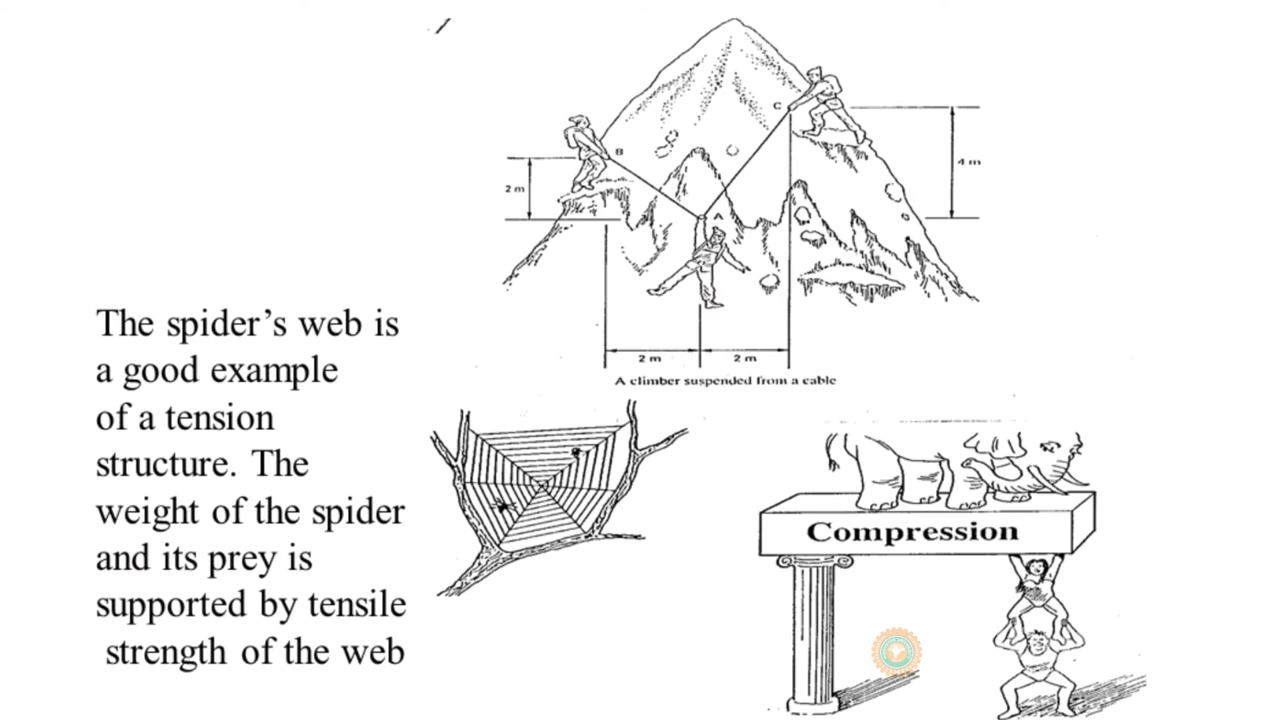 C
B
4 m
2 m
A
2 m
2 m
A climber suspended from a cable
The spider’s web is
a good example
of a tension
structure. The
weight of the spider
and its prey is
supported by tensile
strength of the web
Compression